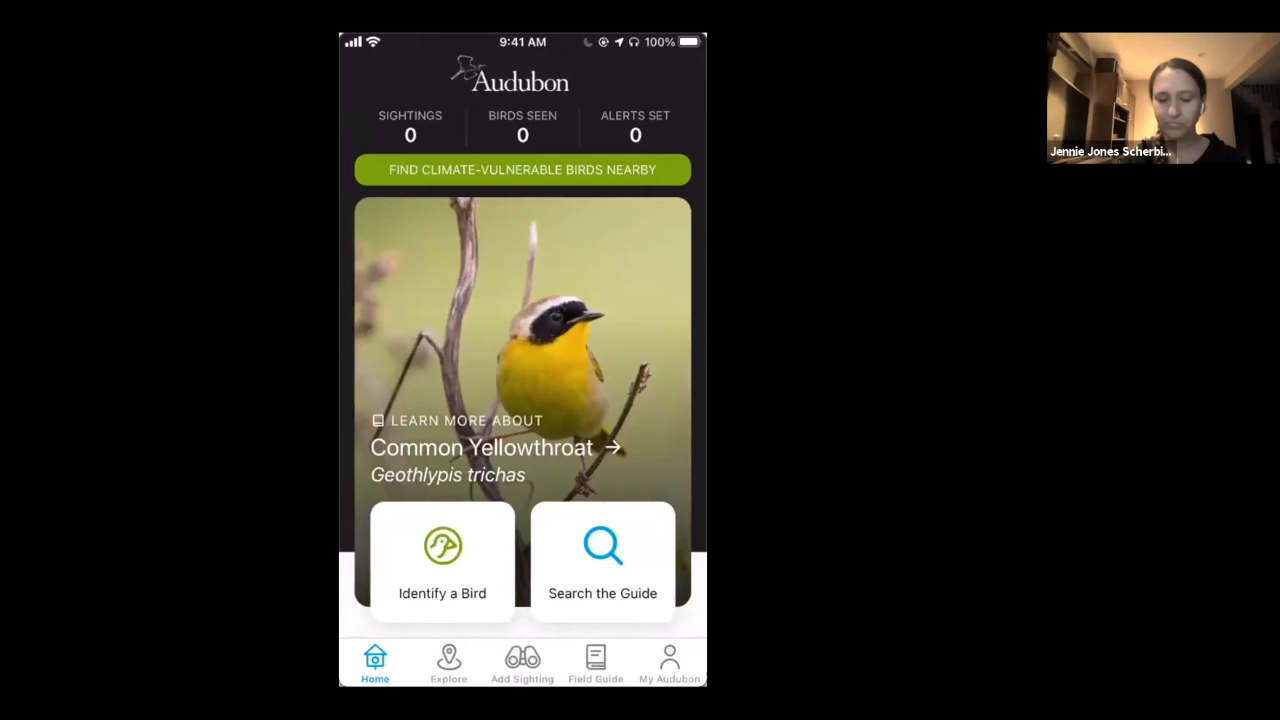 9:41 AM
100%
Audubon
SIGHTINGS
0
BIRDS SEEN
0
ALERTS SET
0
FIND CLIMATE-VULNERABLE BIRDS NEARBY
Jennie Jones Scherbi...
LEARN MORE ABOUT
Common Yellowthroat →
Geothlypis trichas
Identify a Bird
Search the Guide
Home
Explore
Add Sighting
Field Guide
My Audubon